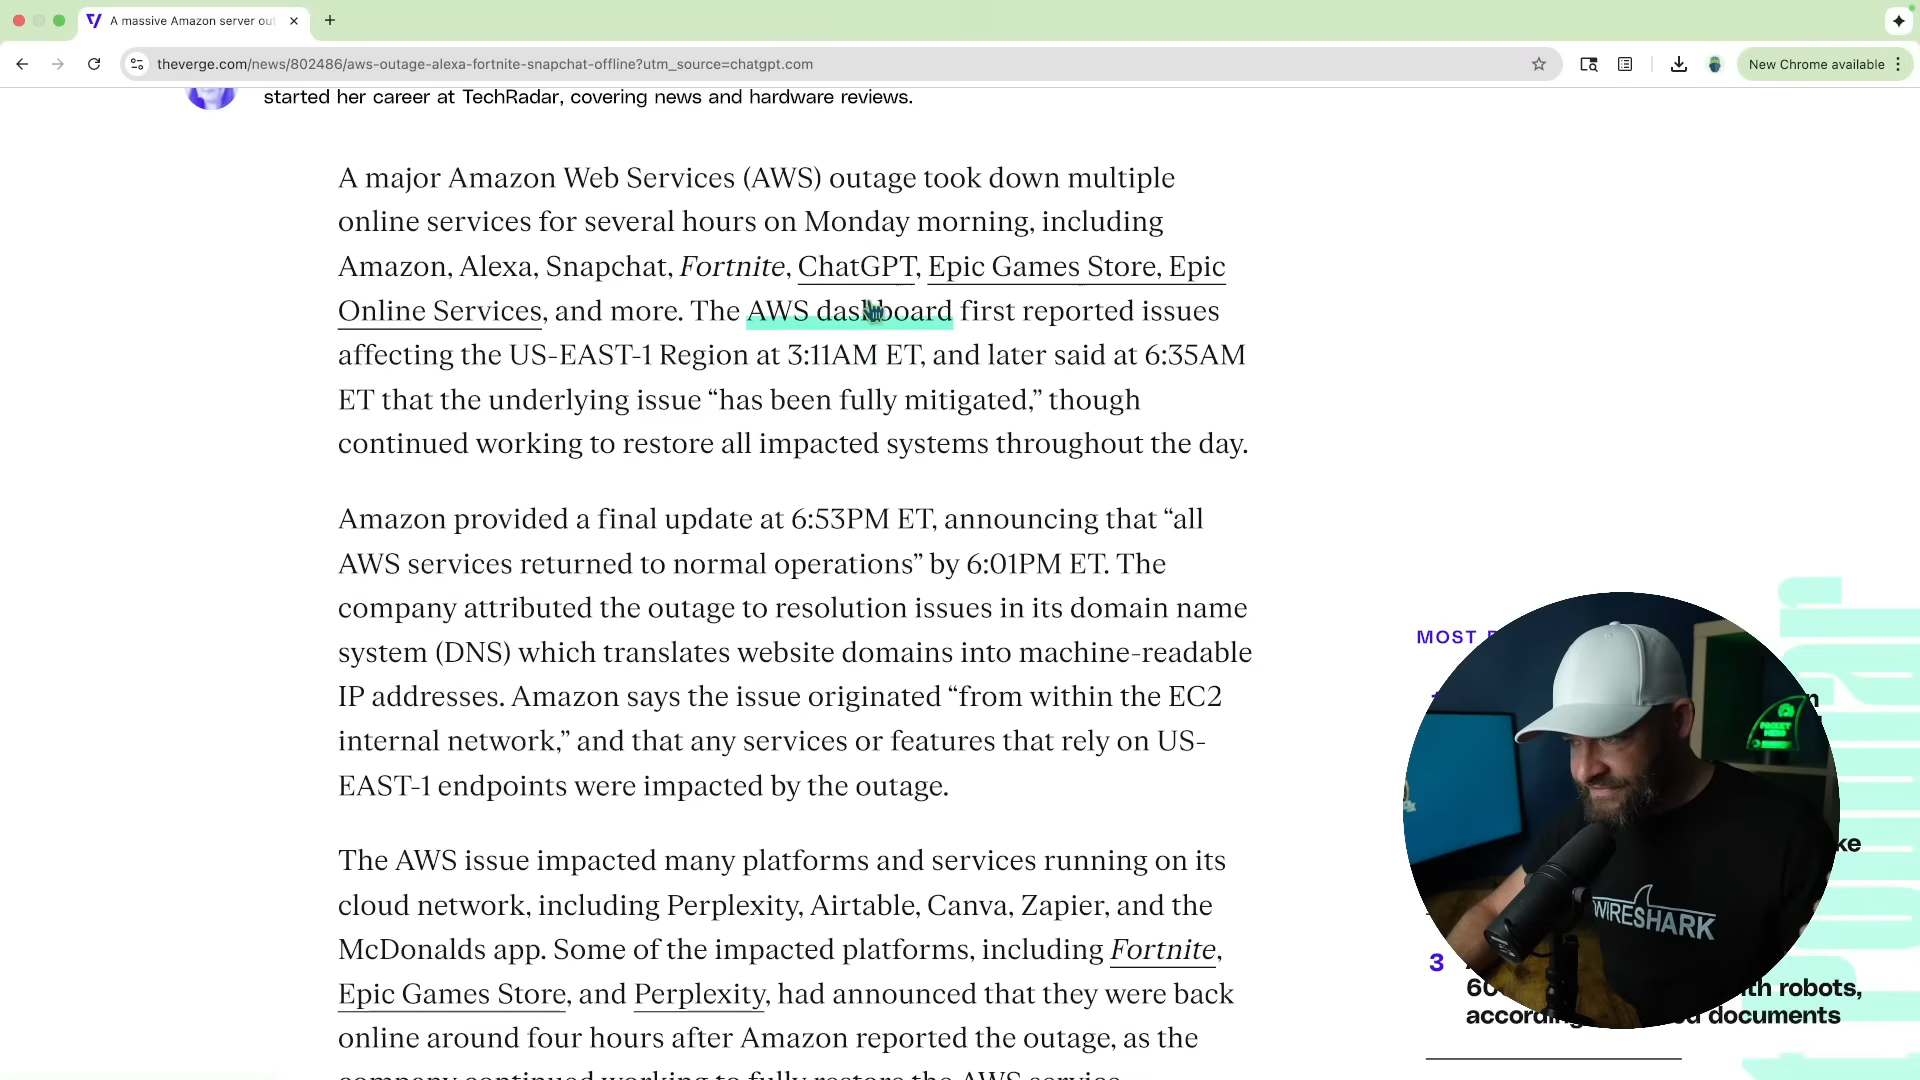 A massive Amazon server out
theverge.com/news/802486/aws-outage-alexa-fortnite-snapchat-offline?utm_source=chatgpt.com
New Chrome available
started her career at TechRadar, covering news and hardware reviews.
A major Amazon Web Services (AWS) outage took down multiple
online services for several hours on Monday morning, including
Amazon, Alexa, Snapchat, Fortnite, ChatGPT, Epic Games Store, Epic
Online Services, and more. The AWS dashboard first reported issues
affecting the US-EAST-1 Region at 3:11AM ET, and later said at 6:35AM
ET that the underlying issue “has been fully mitigated,” though
continued working to restore all impacted systems throughout the day.
Amazon provided a final update at 6:53PM ET, announcing that “all
AWS services returned to normal operations” by 6:01PM ET. The
company attributed the outage to resolution issues in its domain name
system (DNS) which translates website domains into machine-readable
IP addresses. Amazon says the issue originated “from within the EC2
internal network,” and that any services or features that rely on US-
EAST-1 endpoints were impacted by the outage.
The AWS issue impacted many platforms and services running on its
cloud network, including Perplexity, Airtable, Canva, Zapier, and the
McDonalds app. Some of the impacted platforms, including Fortnite,
Epic Games Store, and Perplexity, had announced that they were back
online around four hours after Amazon reported the outage, as the
company continued working to fully restore the AWS service.
MOST
3
robots,
documents
PACKET
HERO
WIRESHARK